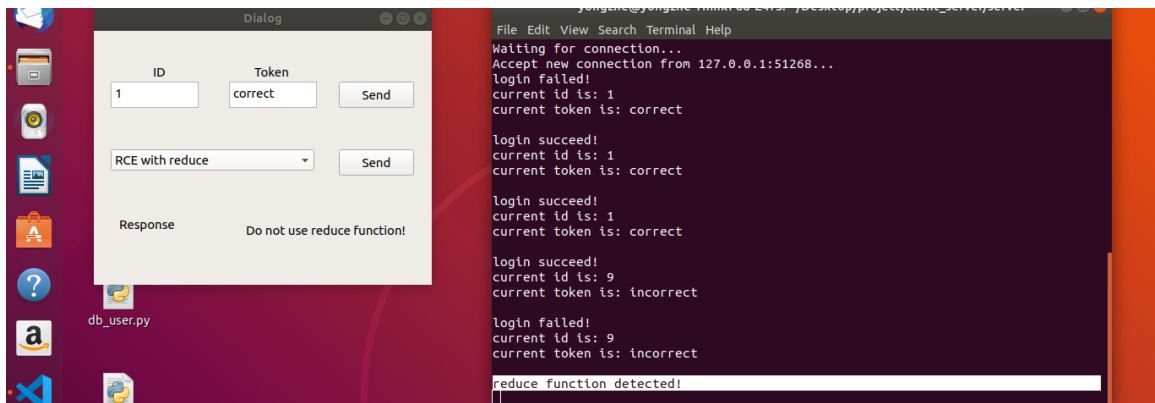 Dialog
ID
Token
1
correct
Send
RCE with reduce
Send
Response
Do not use reduce function!
db_user.py
a
File Edit View Search Terminal Help
Waiting for connection...
Accept new connection from 127.0.0.1:51268...
login failed!
current id is: 1
current token is: correct
login succeed!
current id is: 1
current token is: correct
login succeed!
current id is: 1
current token is: correct
login succeed!
current id is: 9
current token is: incorrect
login failed!
current id is: 9
current token is: incorrect
reduce function detected!